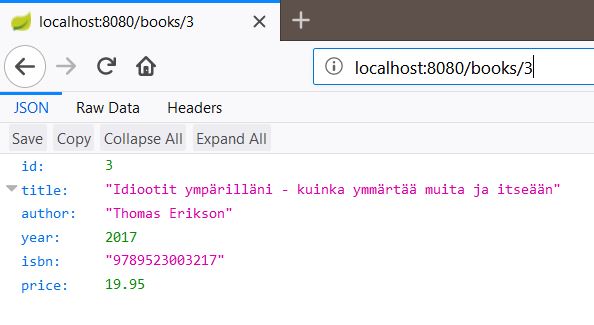 localhost:8080/books/3
localhost:8080/books/3
JSON Raw Data Headers
Save Copy Collapse All Expand All
id: 3
title: "Idiootit ympärilläni - kuinka ymmärtää muita ja itseään"
author: "Thomas Erikson"
year: 2017
isbn: "9789523003217"
price: 19.95